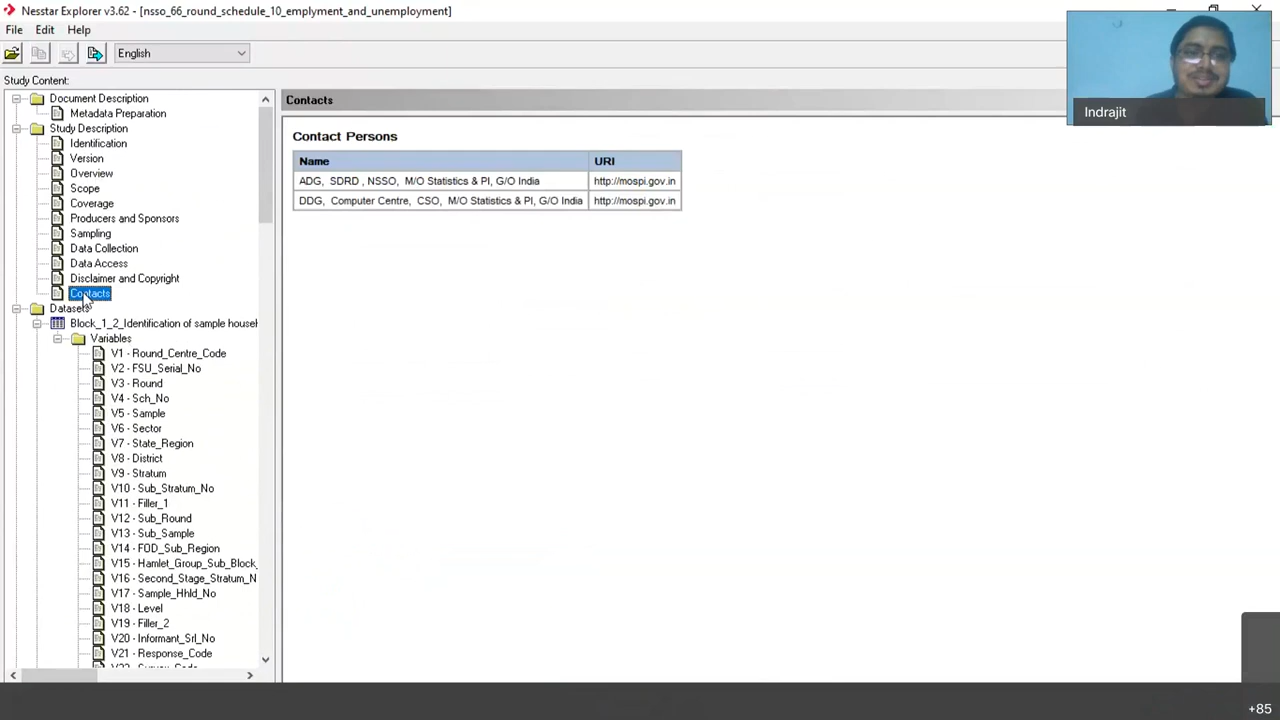 Nesstar Explorer v3.62 - [nsso_66_round_schedule_10_emplyment_and_unemployment]
File Edit Help
English
Study Content:
Document Description
Metadata Preparation
Study Description
Identification
Version
Overview
Scope
Coverage
Producers and Sponsors
Sampling
Data Collection
Data Access
Disclaimer and Copyright
Contacts
Datasets
Block_1_2_Identification of sample househ
Variables
V1 - Round_Centre_Code
V2 - FSU_Serial_No
V3 - Round
V4 - Sch_No
V5 - Sample
V6 - Sector
V7 - State_Region
V8 - District
V9 - Stratum
V10 - Sub_Stratum_No
V11 - Filler_1
V12 - Sub_Round
V13 - Sub_Sample
V14 - FOD_Sub_Region
V15 - Hamlet_Group_Sub_Block_
V16 - Second_Stage_Stratum_N
V17 - Sample_Hhld_No
V18 - Level
V19 - Filler_2
V20 - Informant_Srl_No
V21 - Response_Code
Contacts
Contact Persons
Name URI
ADG, SDRD , NSSO, M/O Statistics & PI, G/O India http://mospi.gov.in
DDG, Computer Centre, CSO, M/O Statistics & PI, G/O India http://mospi.gov.in
Indrajit
+85